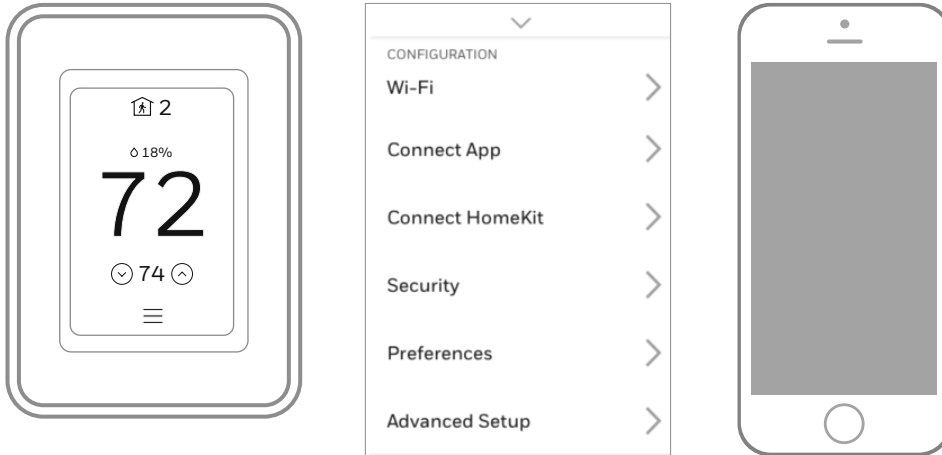 2
18%
72
74
CONFIGURATION
Wi-Fi
Connect App
Connect HomeKit
Security
Preferences
Advanced Setup